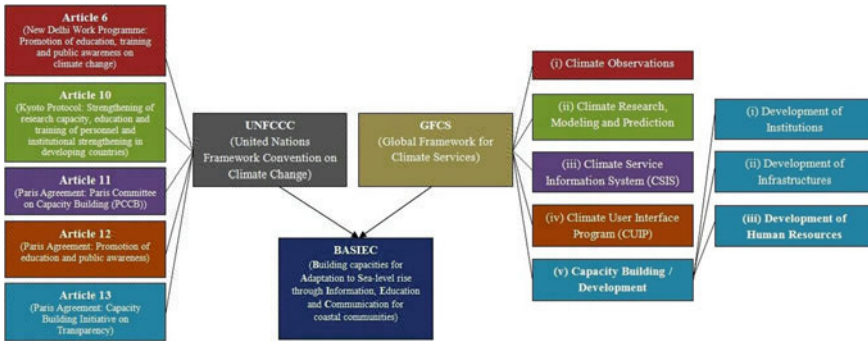 Article 6
(New Delhi Work Programme:
Promotion of education, training
and public awareness on
climate change)
Article 10
(Kyoto Protocol: Strengthening of
research capacity, education and
training of personnel and
institutional strengthening in
developing countries)
Article 11
(Paris Agreement: Paris Committee
on Capacity Building (PCCB))
Article 12
(Paris Agreement: Promotion of
education and public awareness)
Article 13
(Paris Agreement: Capacity
Building Initiative on
Transparency)
UNFCCC
(United Nations
Framework Convention on
Climate Change)
GFCS
(Global Framework for
Climate Services)
BASIEC
(Building capacities for
Adaptation to Sea-level rise
through Information, Education
and Communication for
coastal communities)
(i) Climate Observations
(ii) Climate Research,
Modeling and Prediction
(iii) Climate Service
Information System (CSIS)
(iv) Climate User Interface
Program (CUIP)
(v) Capacity Building /
Development
(i) Development of
Institutions
(ii) Development of
Infrastructures
(iii) Development of
Human Resources